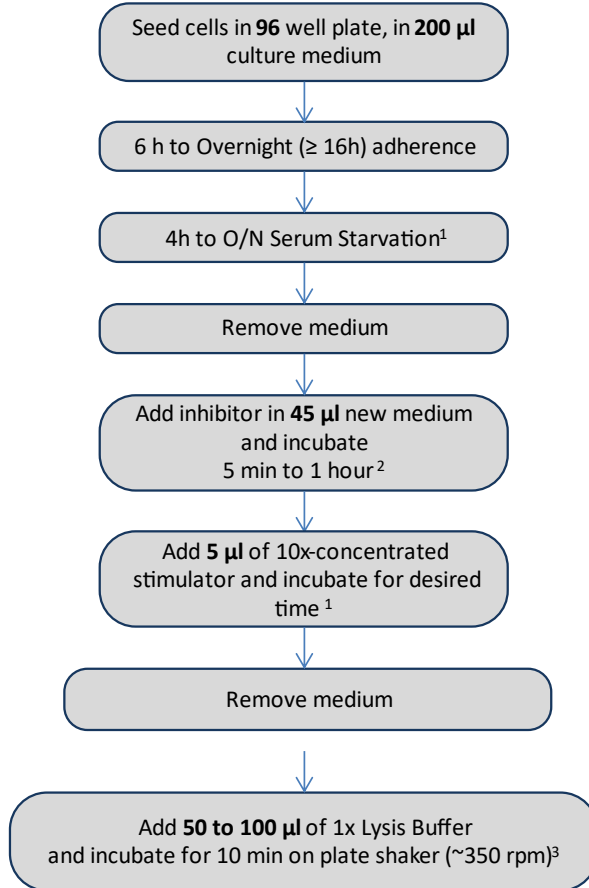 Seed cells in 96 well plate, in 200 µl
culture medium
6 h to Overnight (≥ 16h) adherence
4h to O/N Serum Starvation¹
Remove medium
Add inhibitor in 45 µl new medium
and incubate
5 min to 1 hour ²
Add 5 µl of 10x-concentrated
stimulator and incubate for desired
time ¹
Remove medium
Add 50 to 100 µl of 1x Lysis Buffer
and incubate for 10 min on plate shaker (~350 rpm)³